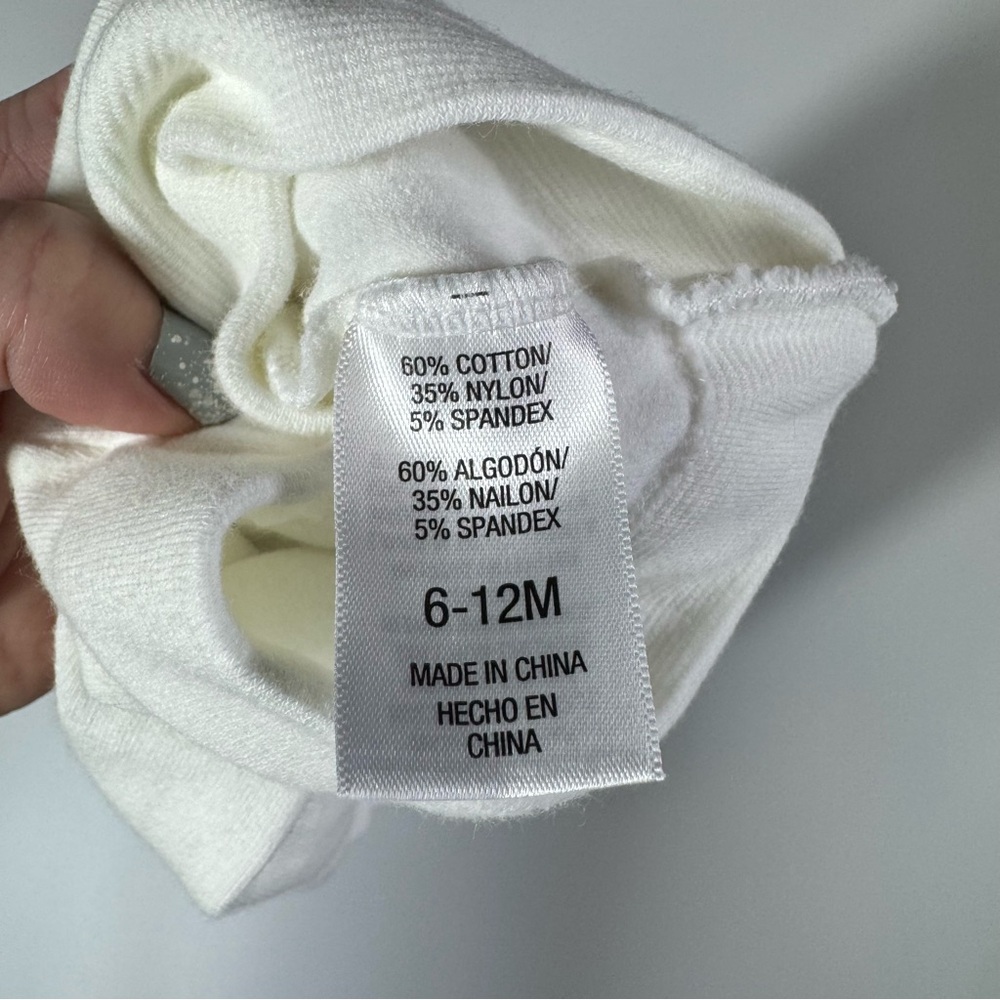 60% COTTON/
35% NYLON/
5% SPANDEX
60% ALGODÓN/
35% NAILON/
5% SPANDEX
6-12M
MADE IN CHINA
HECHO EN
CHINA